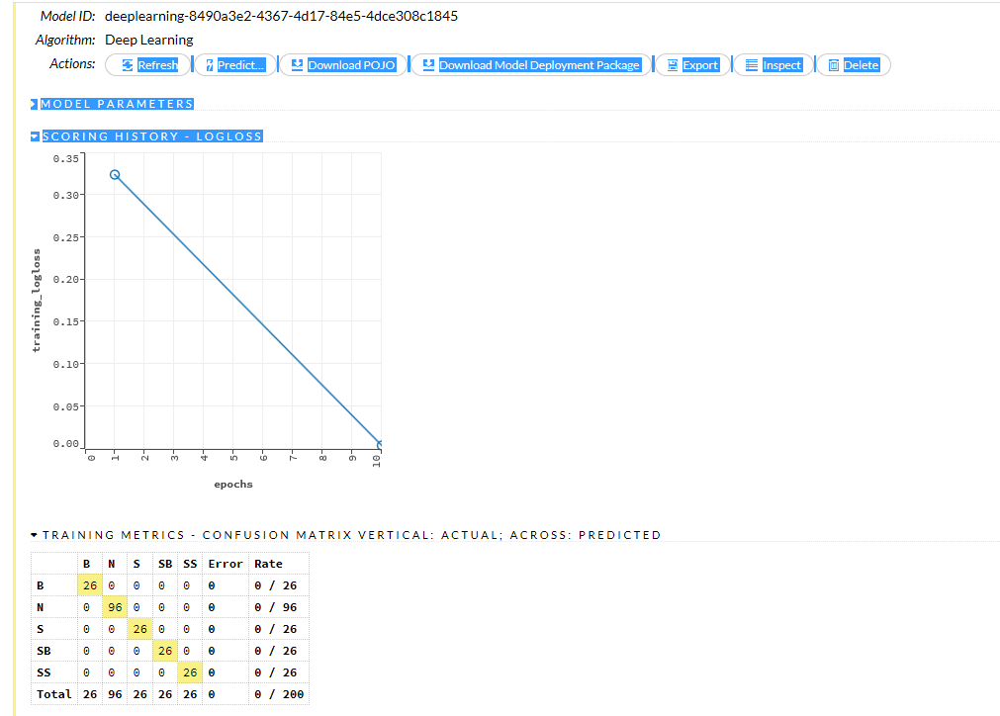 Model ID: deeplearning-8490a3e2-4367-4d17-84e5-4dce308c1845
Algorithm: Deep Learning
Actions: Refresh Predict... Download POJO Download Model Deployment Package Export Inspect Delete
MODEL PARAMETERS
SCORING HISTORY - LOGLOSS
0.35
0.30
0.25
0.20
0.15
0.10
0.05
0.00
training_logloss
0 1 2 3 4 5 6 7 8 9 10
epochs
TRAINING METRICS - CONFUSION MATRIX VERTICAL: ACTUAL; ACROSS: PREDICTED
B N S SB SS Error Rate
B 26 0 0 0 0 0 0 / 26
N 0 96 0 0 0 0 0 / 96
S 0 0 26 0 0 0 0 / 26
SB 0 0 0 26 0 0 0 / 26
SS 0 0 0 0 26 0 0 / 26
Total 26 96 26 26 26 0 0 / 200